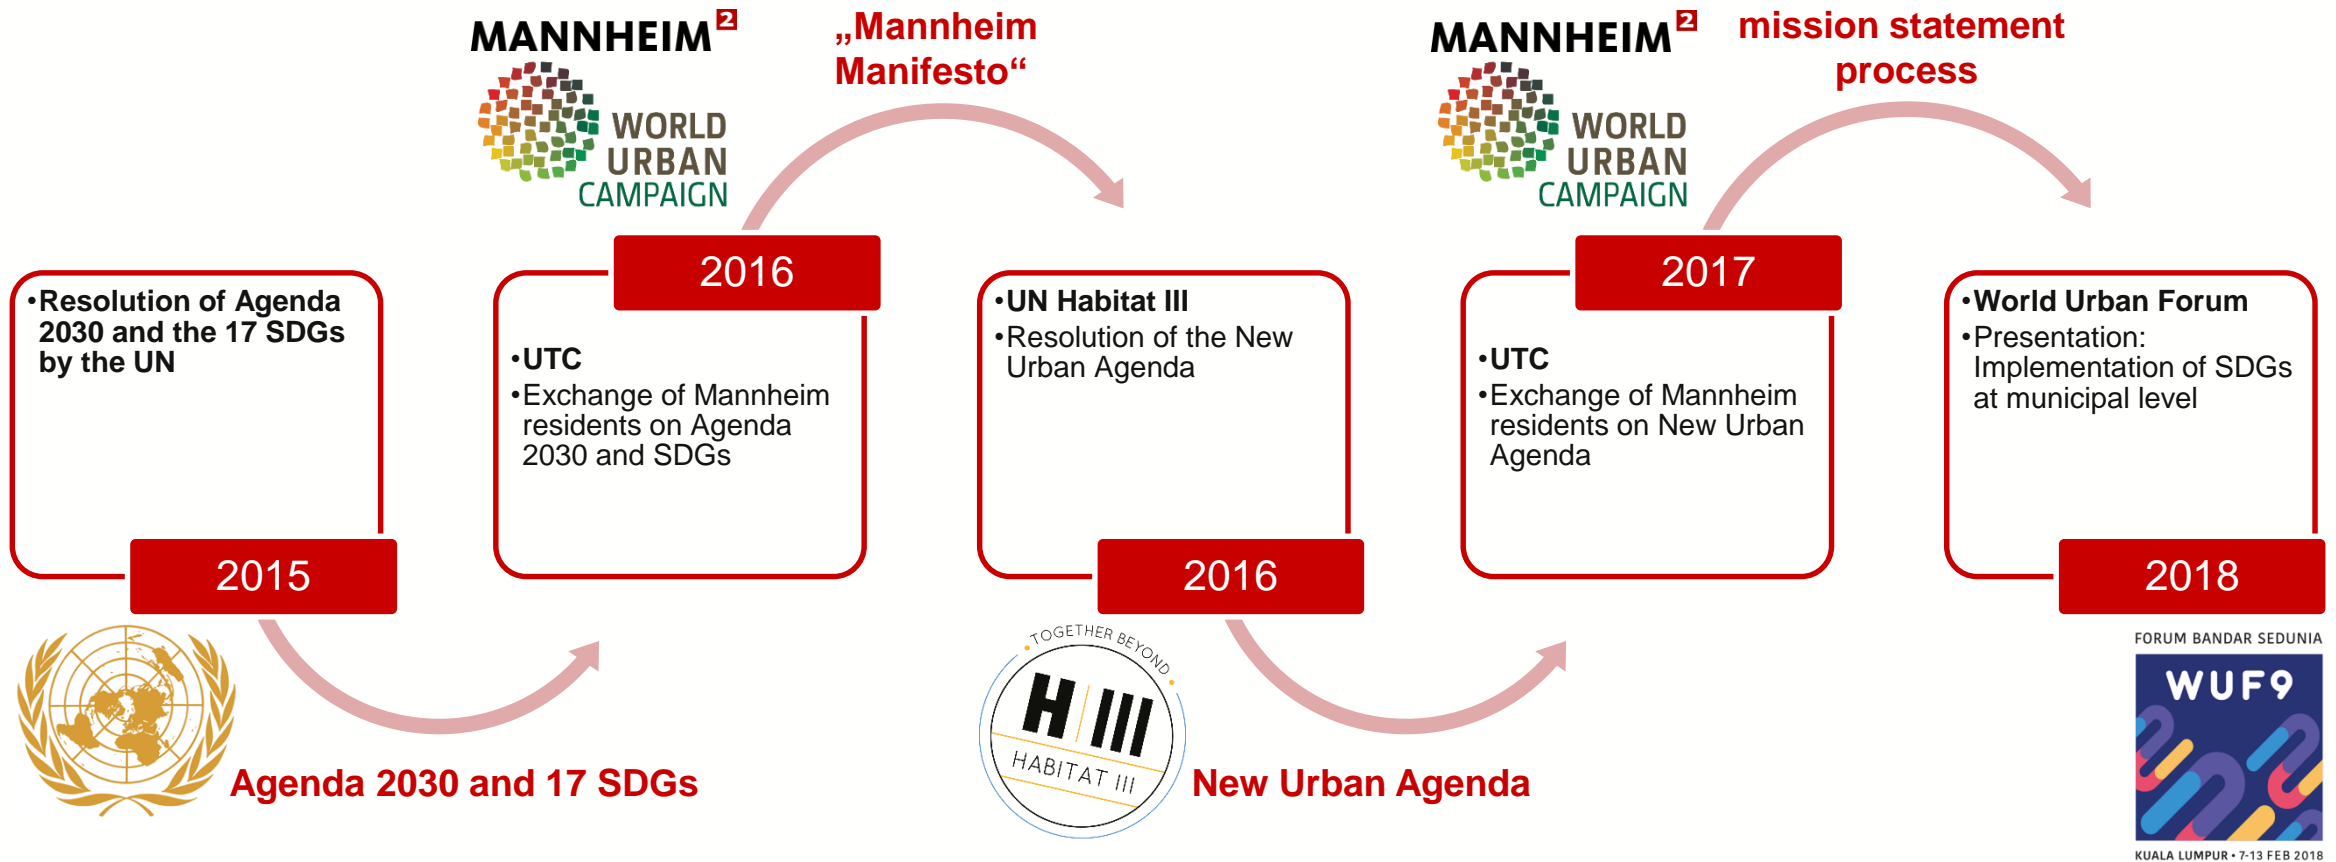 MANNHEIM²
WORLD
URBAN
CAMPAIGN
„Mannheim
Manifesto“
MANNHEIM²
WORLD
URBAN
CAMPAIGN
mission statement
process
•Resolution of Agenda
2030 and the 17 SDGs
by the UN
2015
Agenda 2030 and 17 SDGs
2016
•UTC
•Exchange of Mannheim
residents on Agenda
2030 and SDGs
•UN Habitat III
•Resolution of the New
Urban Agenda
2016
• TOGETHER BEYOND •
H III
HABITAT III
New Urban Agenda
2017
•UTC
•Exchange of Mannheim
residents on New Urban
Agenda
•World Urban Forum
•Presentation:
Implementation of SDGs
at municipal level
2018
FORUM BANDAR SEDUNIA
WUF9
KUALA LUMPUR • 7-13 FEB 2018